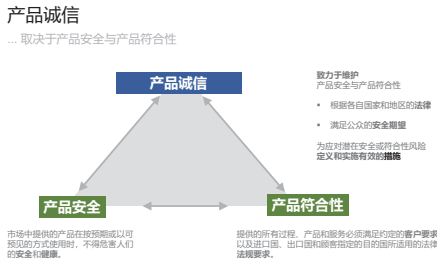 产品诚信
... 取决于产品安全与产品符合性
产品诚信
致力于维护
产品安全与产品符合性
• 根据各自国家和地区的法律
• 满足公众的安全期望
为应对潜在安全或符合性风险
定义和实施有效的措施
产品安全
产品符合性
市场中提供的产品在按预期或以可
预见的方式使用时，不得危害人们
的安全和健康。
提供的所有过程、产品和服务必须满足约定的客户要求
以及进口国、出口国和顾客指定的目的国所适用的法律
法规要求。